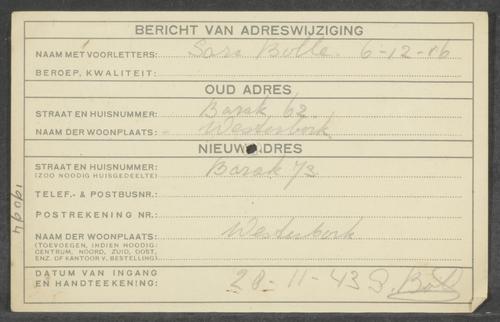 BERICHT VAN ADRESWIJZIGING
NAAM MET VOORLETTERS: Sara Bolle. 6-12-06
BEROEP, KWALITEIT:
OUD ADRES
STRAAT EN HUISNUMMER: Barak 62.
NAAM DER WOONPLAATS: Westerbork
NIEUW ADRES
STRAAT EN HUISNUMMER: Barak 73
(ZOO NOODIG HUISGEDEELTE)
TELEF.- & POSTBUSNR.:
POSTREKENING NR.:
NAAM DER WOONPLAATS: Westerbork
(TOEVOEGEN, INDIEN NOODIG:
CENTRUM, NOORD, ZUID, OOST,
ENZ. OF KANTOOR V. BESTELLING)
DATUM VAN INGANG
EN HANDTEEKENING: 28-11-43 S. Bolle
19094